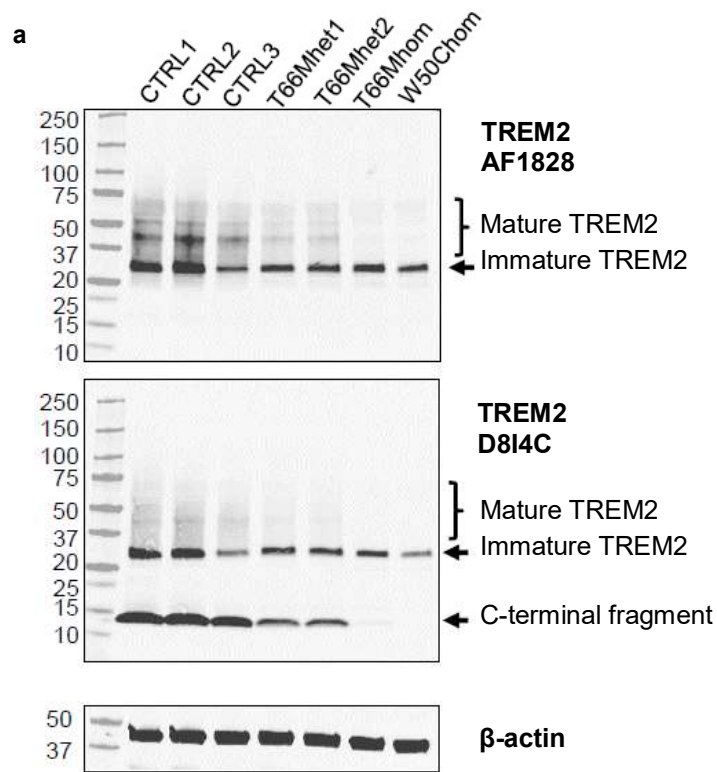 a
CTRL1 CTRL2 CTRL3 T66Mhet1 T66Mhet2 T66Mhom W50Chom
250
150
100
75
50
37
20
25
15
10
TREM2
AF1828
Mature TREM2
Immature TREM2
250
150
100
75
50
37
20
25
15
10
TREM2
D8I4C
Mature TREM2
Immature TREM2
C-terminal fragment
50
37
β-actin